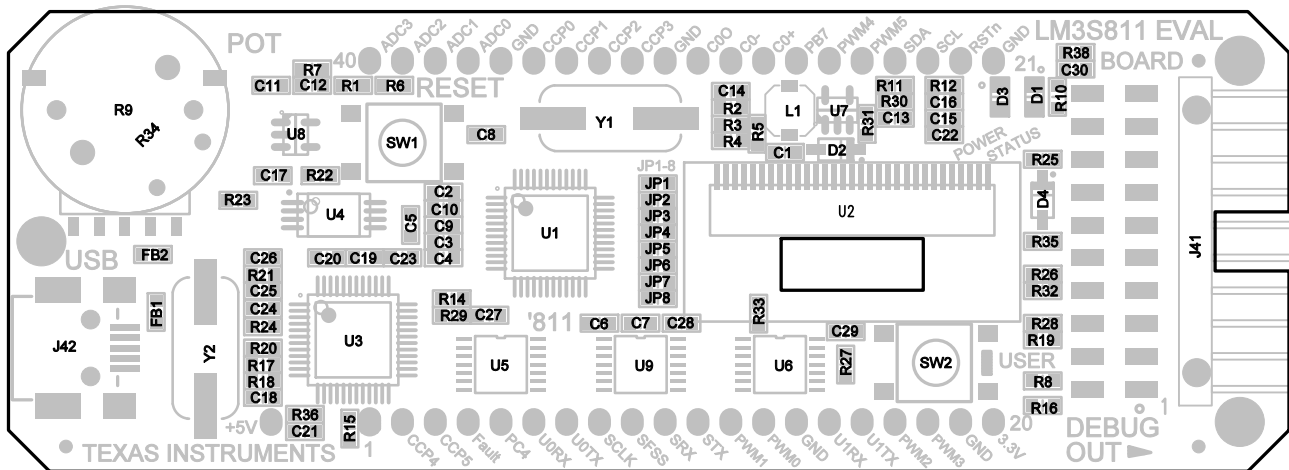 POT
40
ADC3
ADC2
ADC1
ADC0
GND
CCP0
CCP1
CCP2
CCP3
GND
C0O
C0-
C0+
PB7
PWM4
PWM5
SDA
SCL
RSTn
GND
21
LM3S811 EVAL
BOARD
R38
C30
R7
C11
C12
R1
R6
RESET
R9
R34
U8
SW1
C8
Y1
C14
R2
R3
R4
R5
L1
U7
R31
R11
R30
C13
R12
C16
C15
C22
D3
D1
R10
C1
D2
POWER
STATUS
C17
R22
R23
U4
C5
C2
C10
C9
C3
C4
U1
JP1-8
JP1
JP2
JP3
JP4
JP5
JP6
JP7
JP8
U2
R25
D4
R35
J41
USB
FB2
C26
R21
C25
C24
R24
C20
C19
C23
R26
R32
FB1
J42
Y2
R20
R17
R18
C18
U3
R14
R29
C27
'811
C6
C7
C28
R33
C29
R27
SW2
USER
R28
R19
U5
U9
U6
R8
R16
+5V
R36
C21
R15
1
CCP4
CCP5
Fault
PC4
U0RX
U0TX
SCLK
SFSS
SRX
STX
PWM1
PWM0
GND
U1RX
U1TX
PWM2
PWM3
GND
3.3V
20
1
DEBUG
OUT
TEXAS INSTRUMENTS